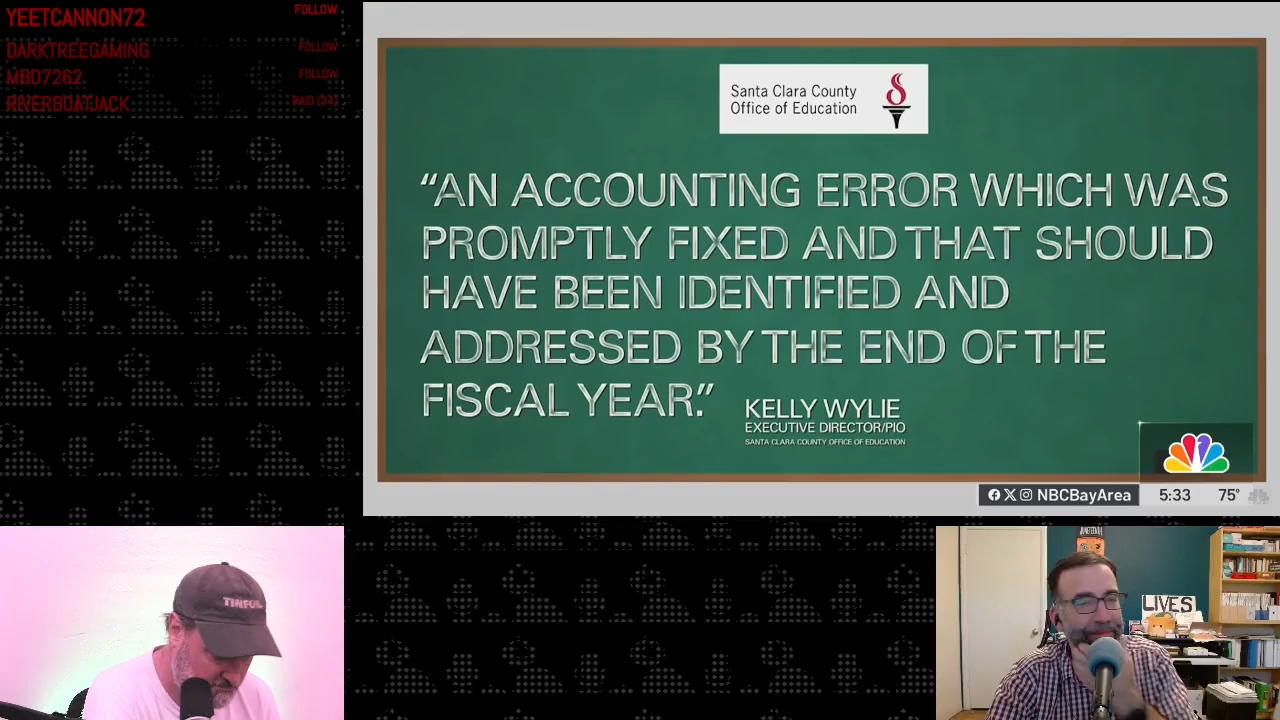 YEETCANNON72 FOLLOW
DARKTREEGAMING FOLLOW
MBD7262 FOLLOW
RIVERBOATJACK RAID (34)
Santa Clara County
Office of Education
“AN ACCOUNTING ERROR WHICH WAS
PROMPTLY FIXED AND THAT SHOULD
HAVE BEEN IDENTIFIED AND
ADDRESSED BY THE END OF THE
FISCAL YEAR.”
KELLY WYLIE
EXECUTIVE DIRECTOR/PIO
SANTA CLARA COUNTY OFFICE OF EDUCATION
NBCBayArea 5:33 75°
TINFOIL
LIVES